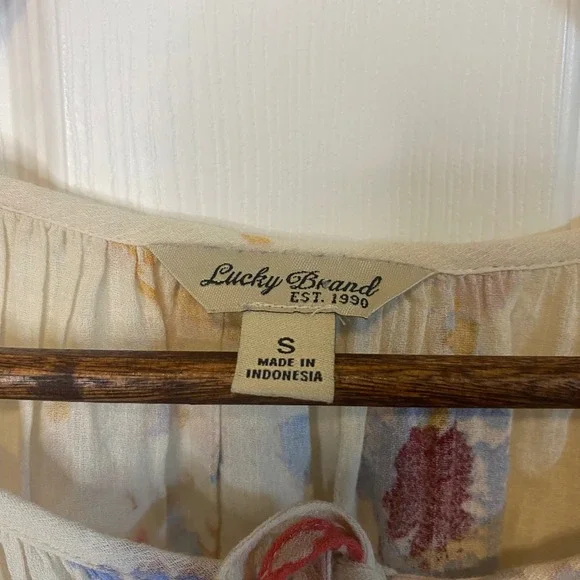 Lucky Brand
EST. 1990
S
MADE IN
INDONESIA